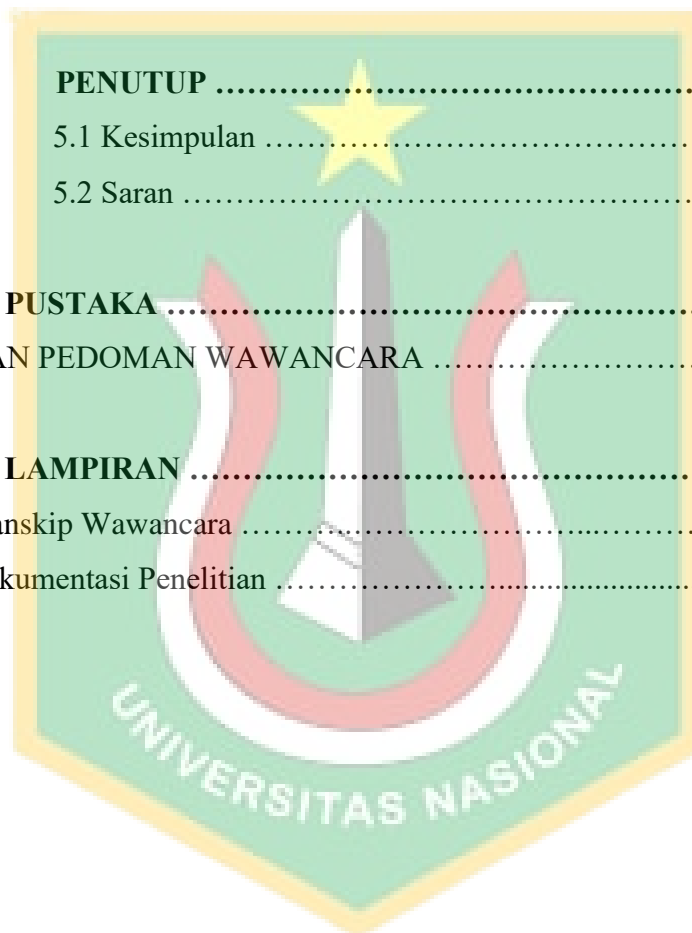 PENUTUP ..................................................
5.1 Kesimpulan ..................................................
5.2 Saran ..................................................
PUSTAKA ..................................................
AN PEDOMAN WAWANCARA ..............................
LAMPIRAN ..................................................
anskip Wawancara ..................................................
kumentasi Penelitian ..................................................
UNIVERSITAS NASIONAL